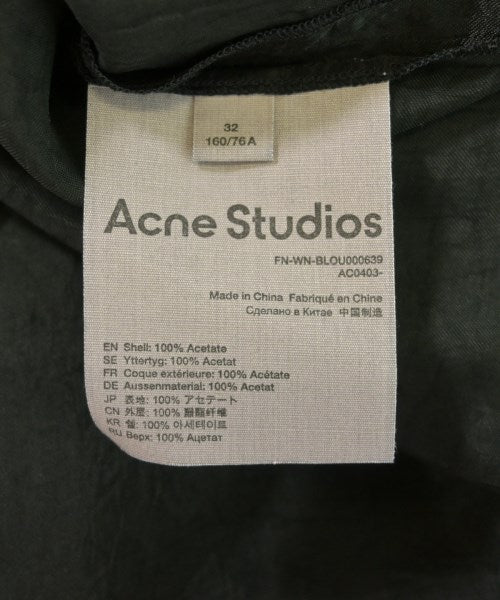 32
160/76A
Acne Studios
FN-WN-BLOU000639
AC0403-
Made in China Fabriqué en Chine
Сделано в Китае 中国制造
EN Shell: 100% Acetate
SE Yttertyg: 100% Acetat
FR Coque extérieure: 100% Acétate
DE Aussenmaterial: 100% Acetat
JP 表地: 100% アセテート
CN 外层: 100% 醋酯纤维
KR 쉘: 100% 아세테이트
RU Верх: 100% Ацетат